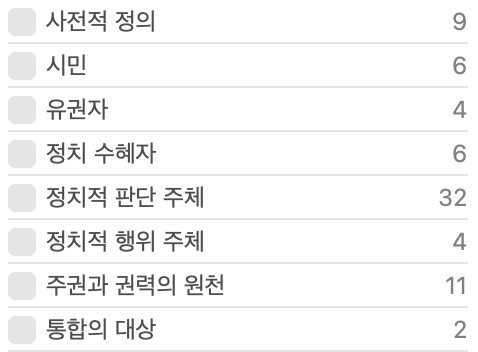 사전적 정의 9
시민 6
유권자 4
정치 수혜자 6
정치적 판단 주체 32
정치적 행위 주체 4
주권과 권력의 원천 11
통합의 대상 2